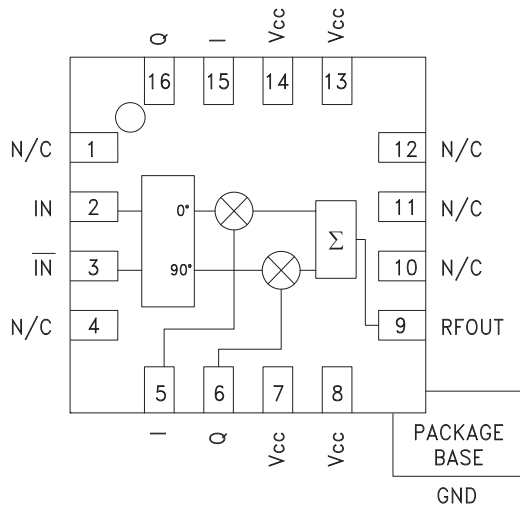 Q I Vcc Vcc
16 15 14 13
N/C 1 12 N/C
IN 2 0° 11 N/C
Σ
I̅N̅ 3 90° 10 N/C
N/C 4 9 RFOUT
5 6 7 8
I Q Vcc Vcc
PACKAGE
BASE
GND